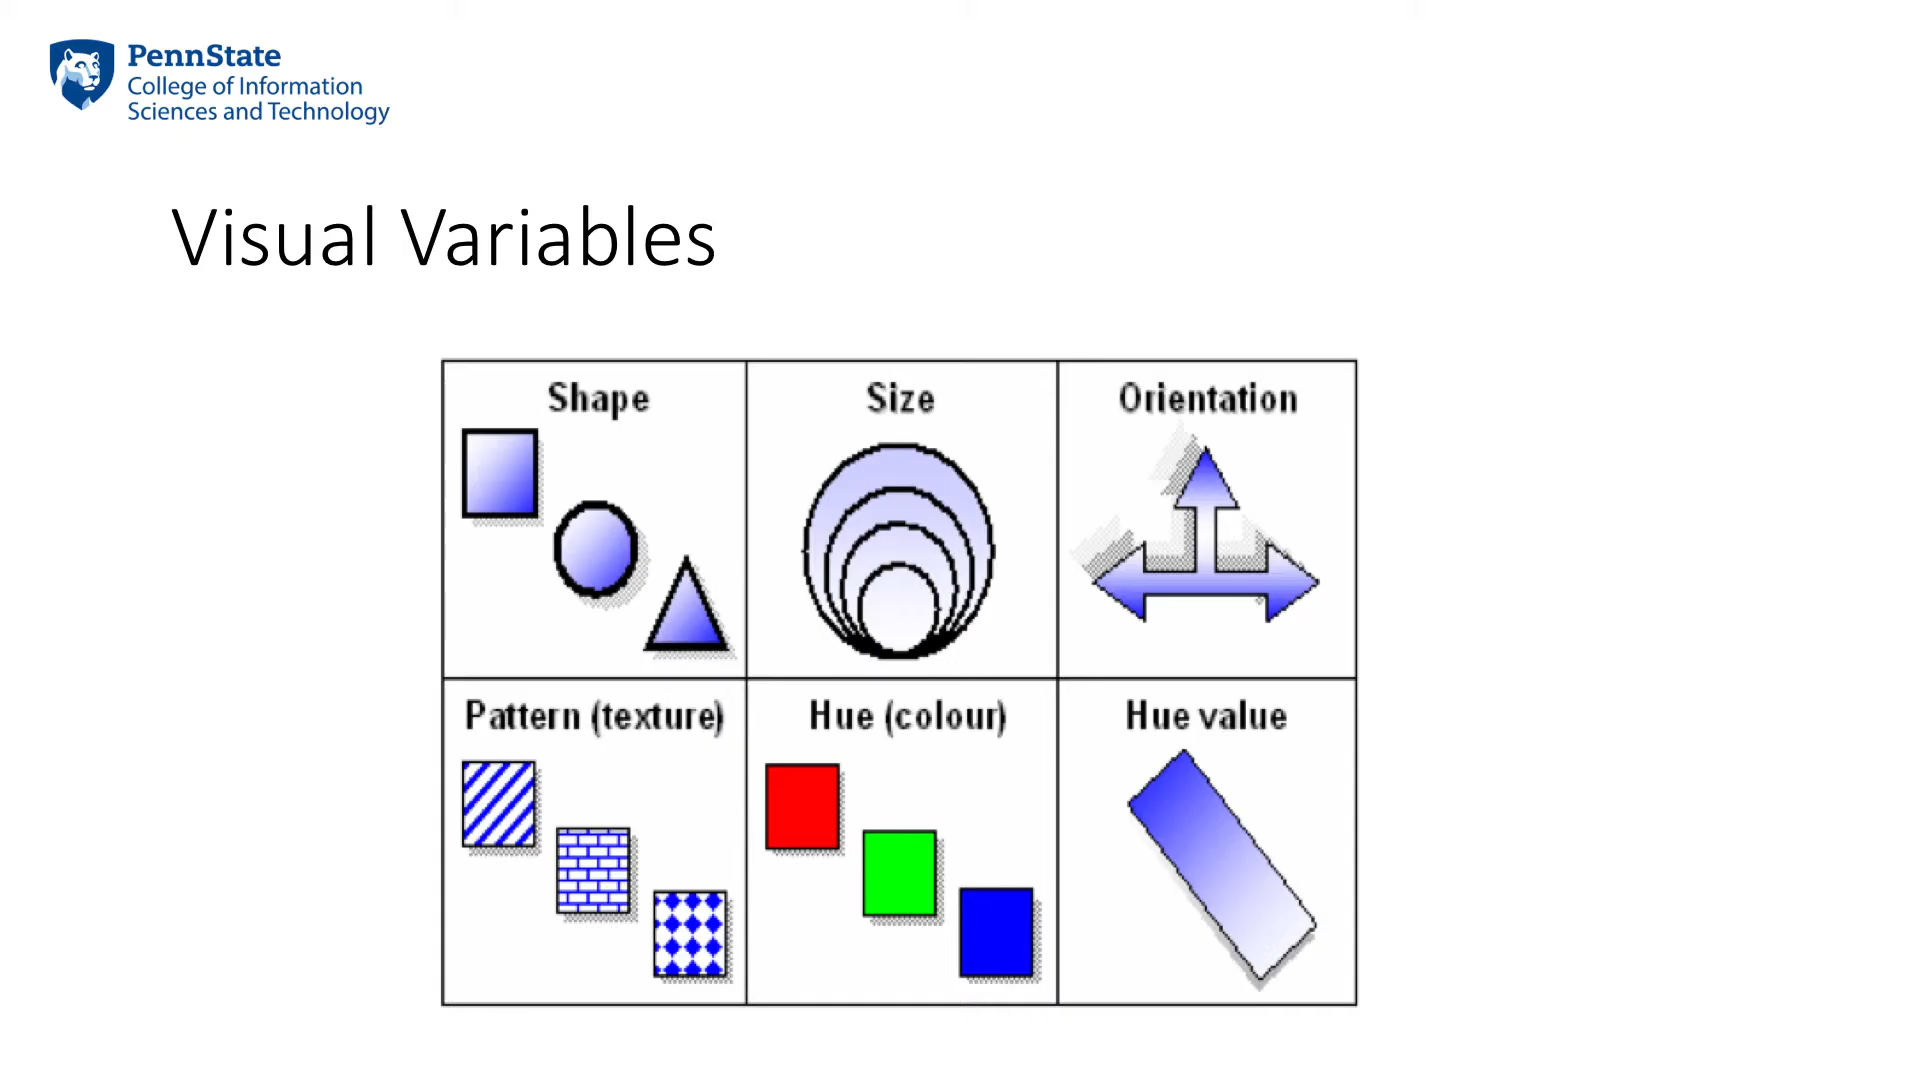 PennState
College of Information
Sciences and Technology
Visual Variables
Shape
Size
Orientation
Pattern (texture)
Hue (colour)
Hue value